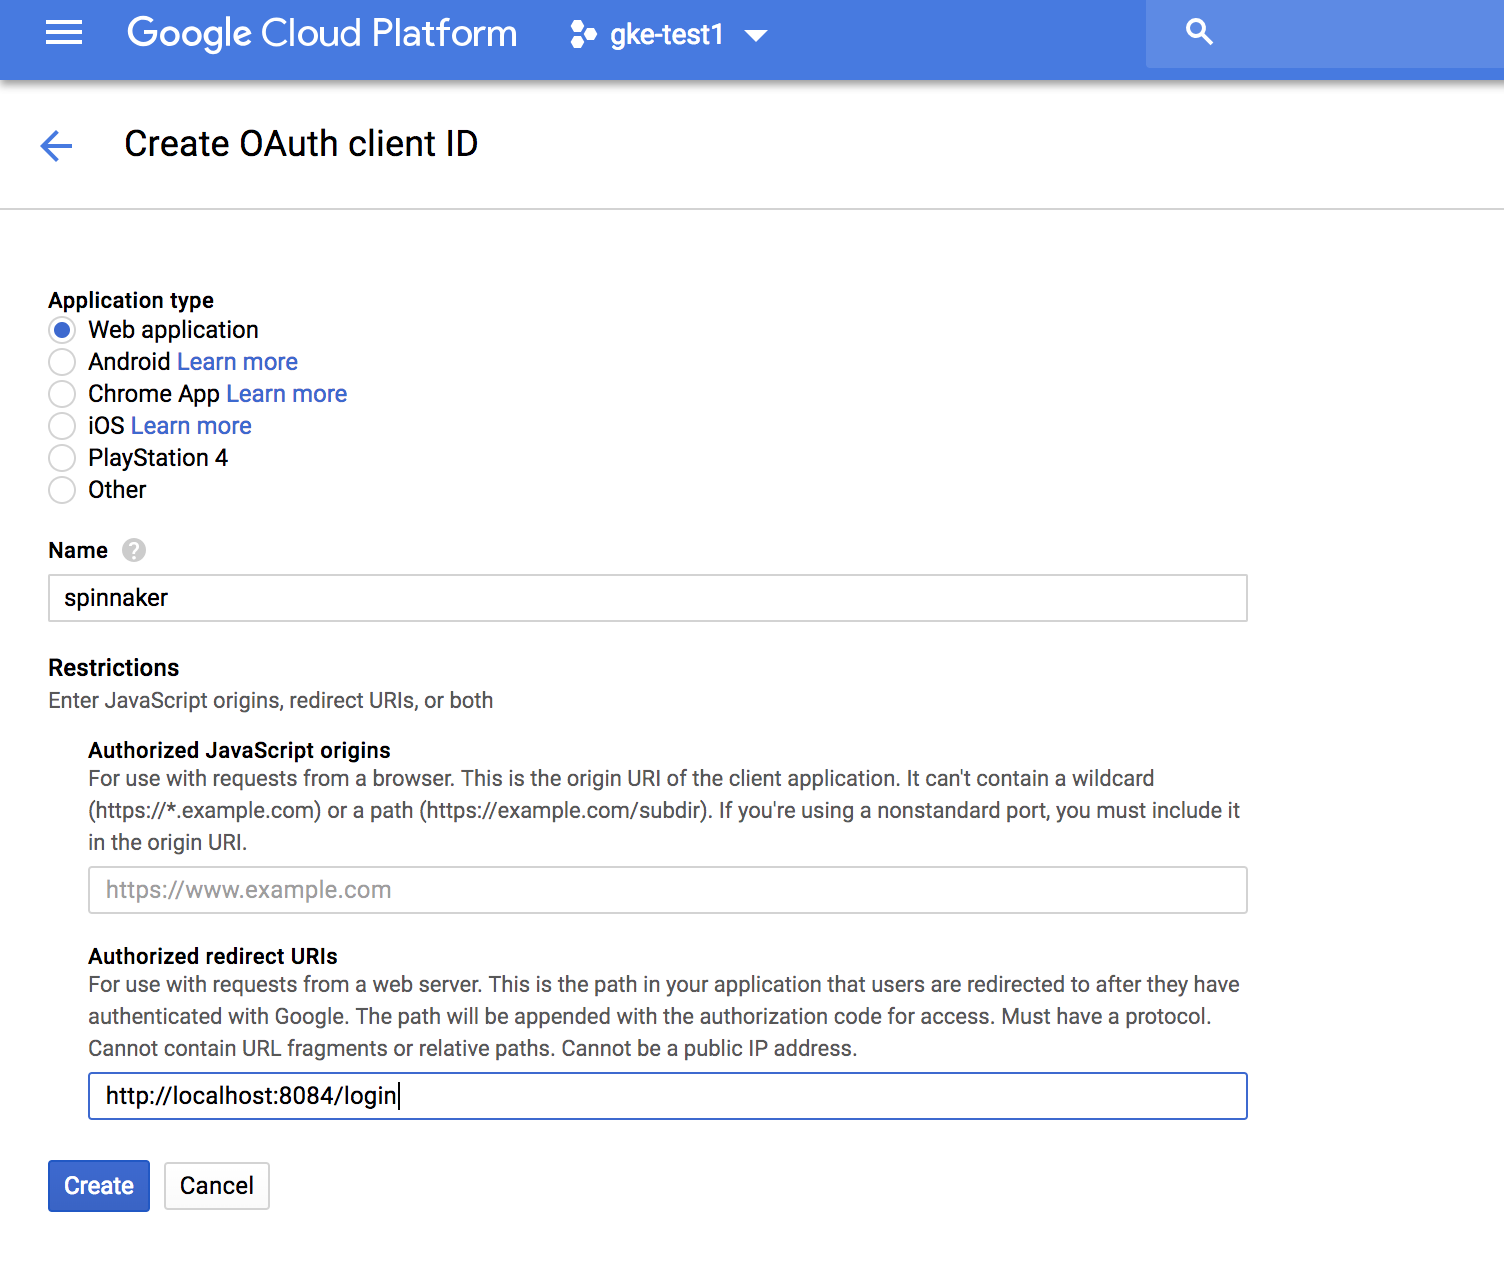 Google Cloud Platform gke-test1
Create OAuth client ID
Application type
Web application
Android Learn more
Chrome App Learn more
iOS Learn more
PlayStation 4
Other
Name ?
spinnaker
Restrictions
Enter JavaScript origins, redirect URIs, or both
Authorized JavaScript origins
For use with requests from a browser. This is the origin URI of the client application. It can't contain a wildcard
(https://*.example.com) or a path (https://example.com/subdir). If you're using a nonstandard port, you must include it
in the origin URI.
https://www.example.com
Authorized redirect URIs
For use with requests from a web server. This is the path in your application that users are redirected to after they have
authenticated with Google. The path will be appended with the authorization code for access. Must have a protocol.
Cannot contain URL fragments or relative paths. Cannot be a public IP address.
http://localhost:8084/login
Create Cancel